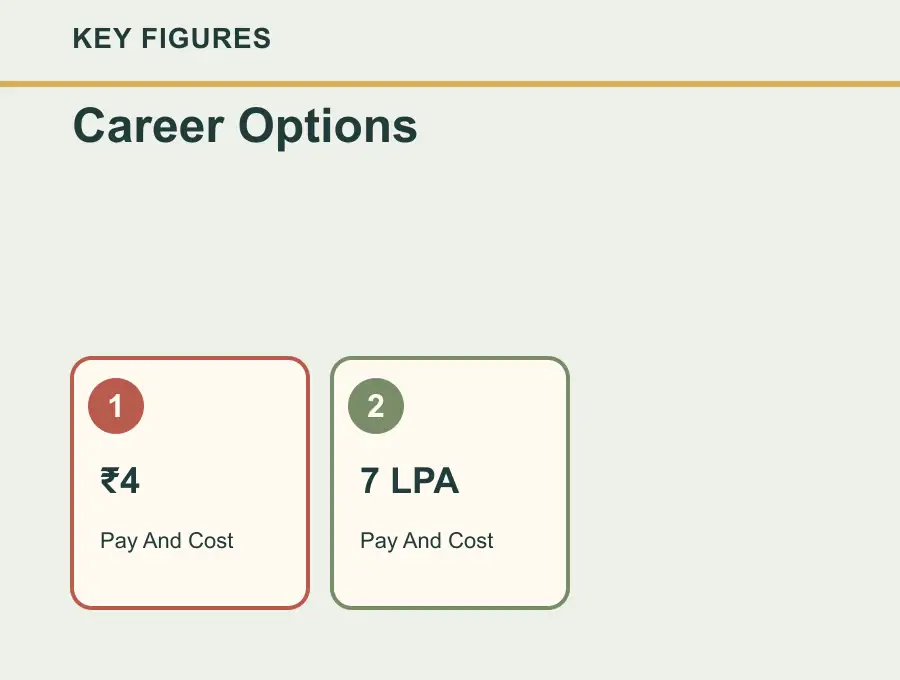 KEY FIGURES
Career Options
1
₹4
Pay And Cost
2
7 LPA
Pay And Cost